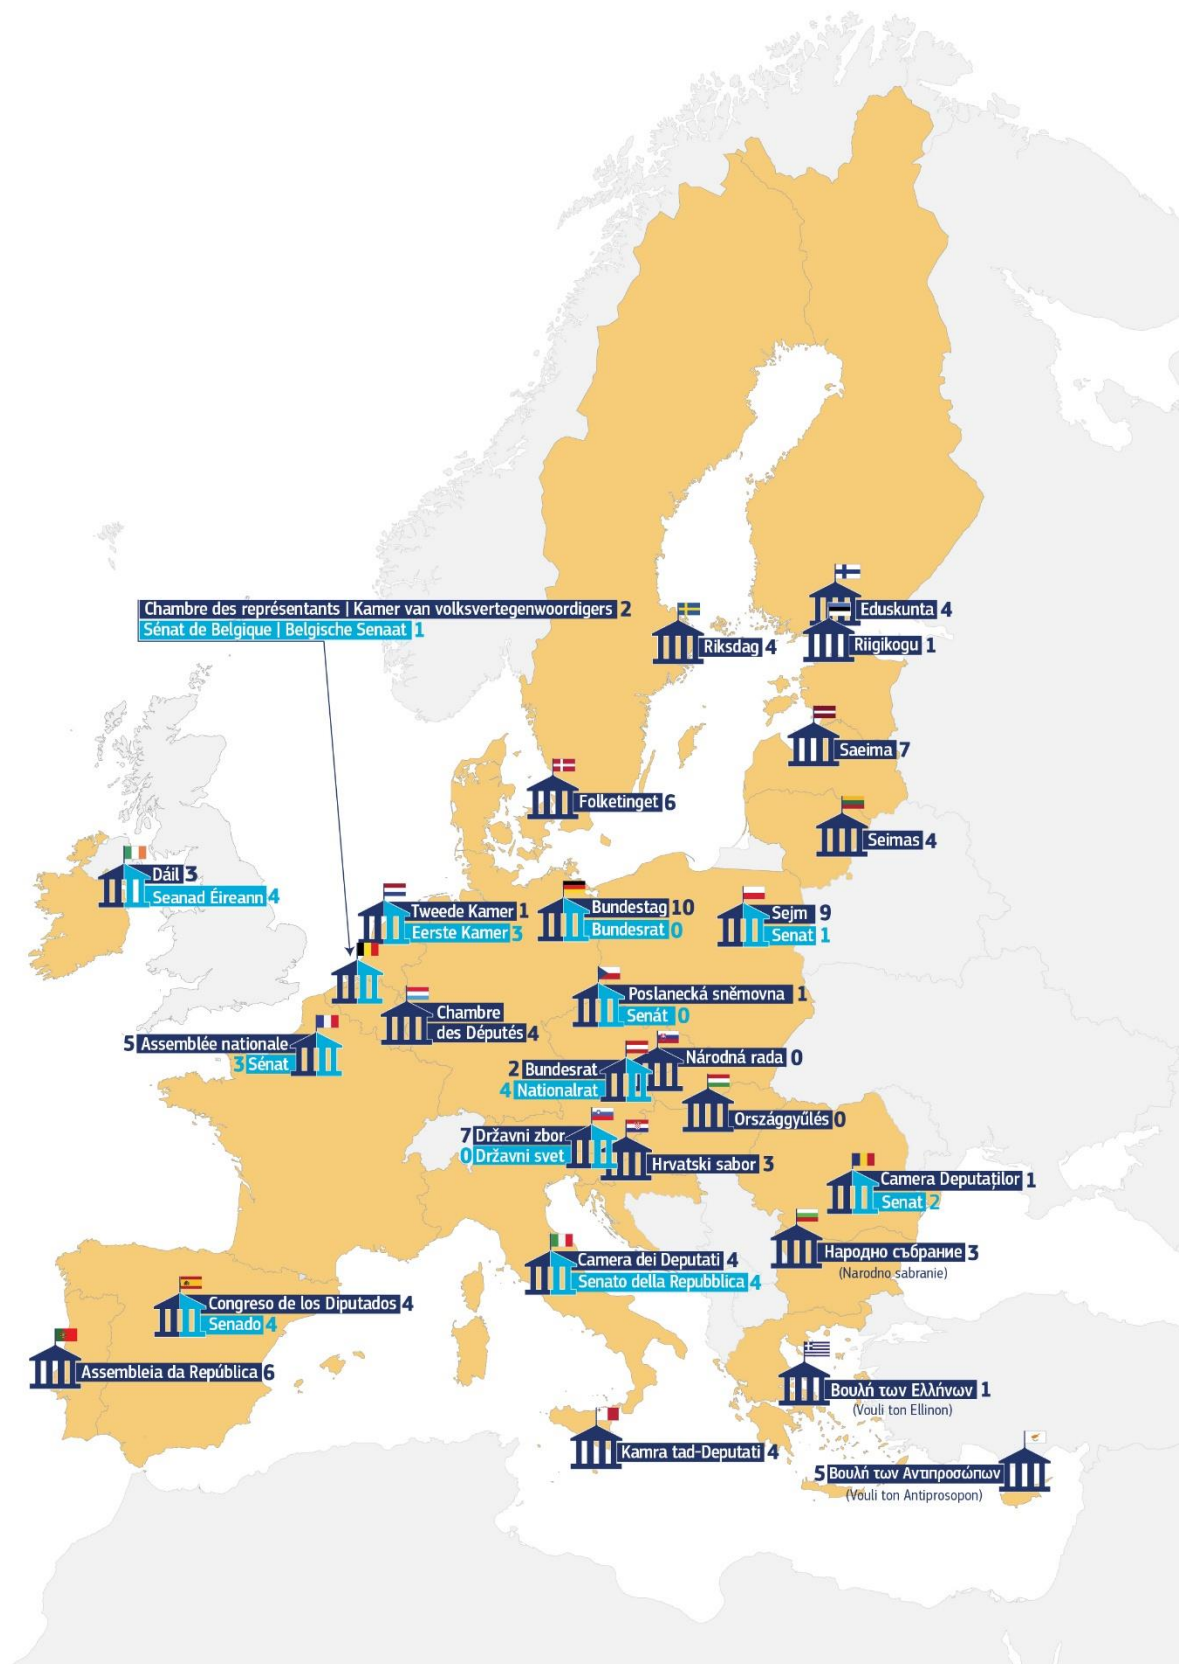 Eduskunta 4
Chambre des représentants | Kamer van volksvertegenwoordigers 2
Sénat de Belgique | Belgische Senaat 1
Riksdag 4
Riigikogu 1
Saeima 7
Folketinget 6
Seimas 4
Dáil 3
Seanad Éireann 4
Tweede Kamer 1
Eerste Kamer 3
Bundestag 10
Bundesrat 0
Sejm 9
Senat 1
Poslanecká sněmovna 1
Senát 0
Chambre
des Députés 4
5 Assemblée nationale
3 Sénat
Národná rada 0
2 Bundesrat
4 Nationalrat
Országgyűlés 0
7 Državni zbor
0 Državni svet
Hrvatski sabor 3
Camera Deputaților 1
Senat 2
Народно събрание 3
(Narodno sabranie)
Camera dei Deputati 4
Senato della Repubblica 4
Congreso de los Diputados 4
Senado 4
Assembleia da República 6
Βουλή των Ελλήνων 1
(Vouli ton Ellinon)
Kamra tad-Deputati 4
5 Βουλή των Αντιπροσώπων
(Vouli ton Antiprosopon)